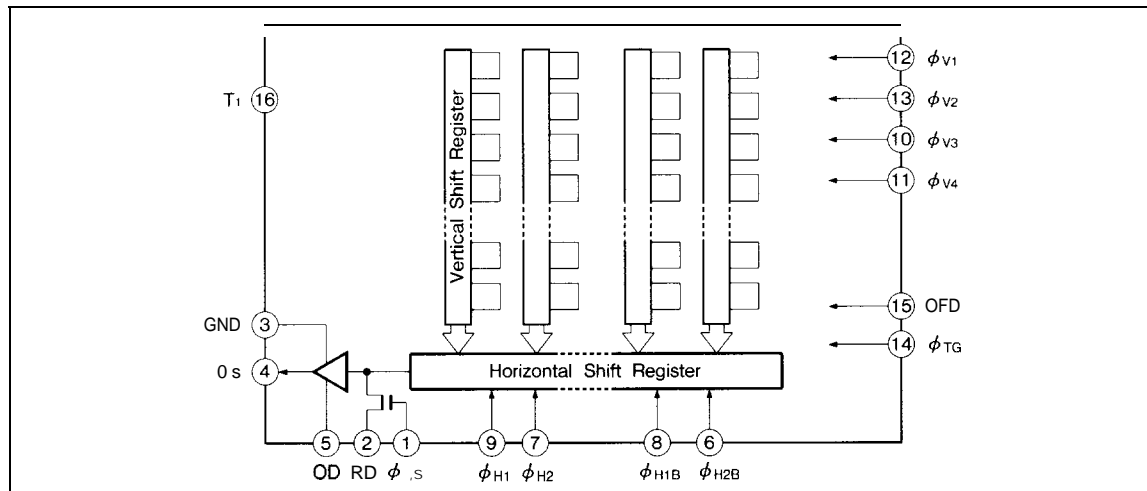 12 ϕV1
T1 16
13 ϕV2
10 ϕV3
11 ϕV4
Vertical Shift Register
15 OFD
GND 3
14 ϕTG
0 s 4
Horizontal Shift Register
5 2 1 9 7 8 6
OD RD ϕ ,S ϕH1 ϕH2 ϕH1B ϕH2B